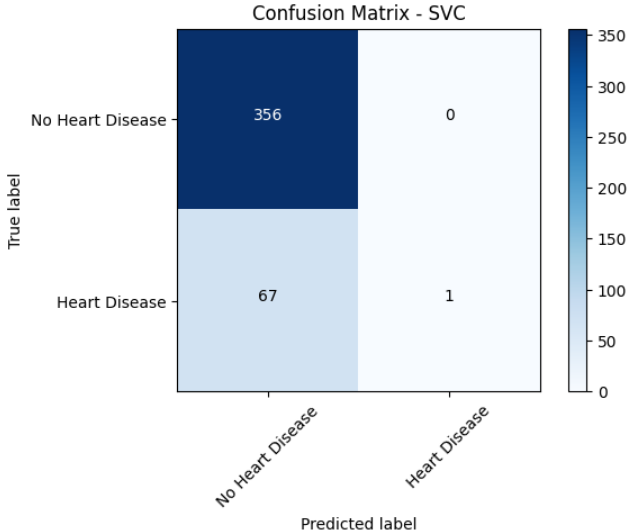 Confusion Matrix - SVC
No Heart Disease
Heart Disease
True label
356
0
67
1
No Heart Disease
Heart Disease
Predicted label
350
300
250
200
150
100
50
0